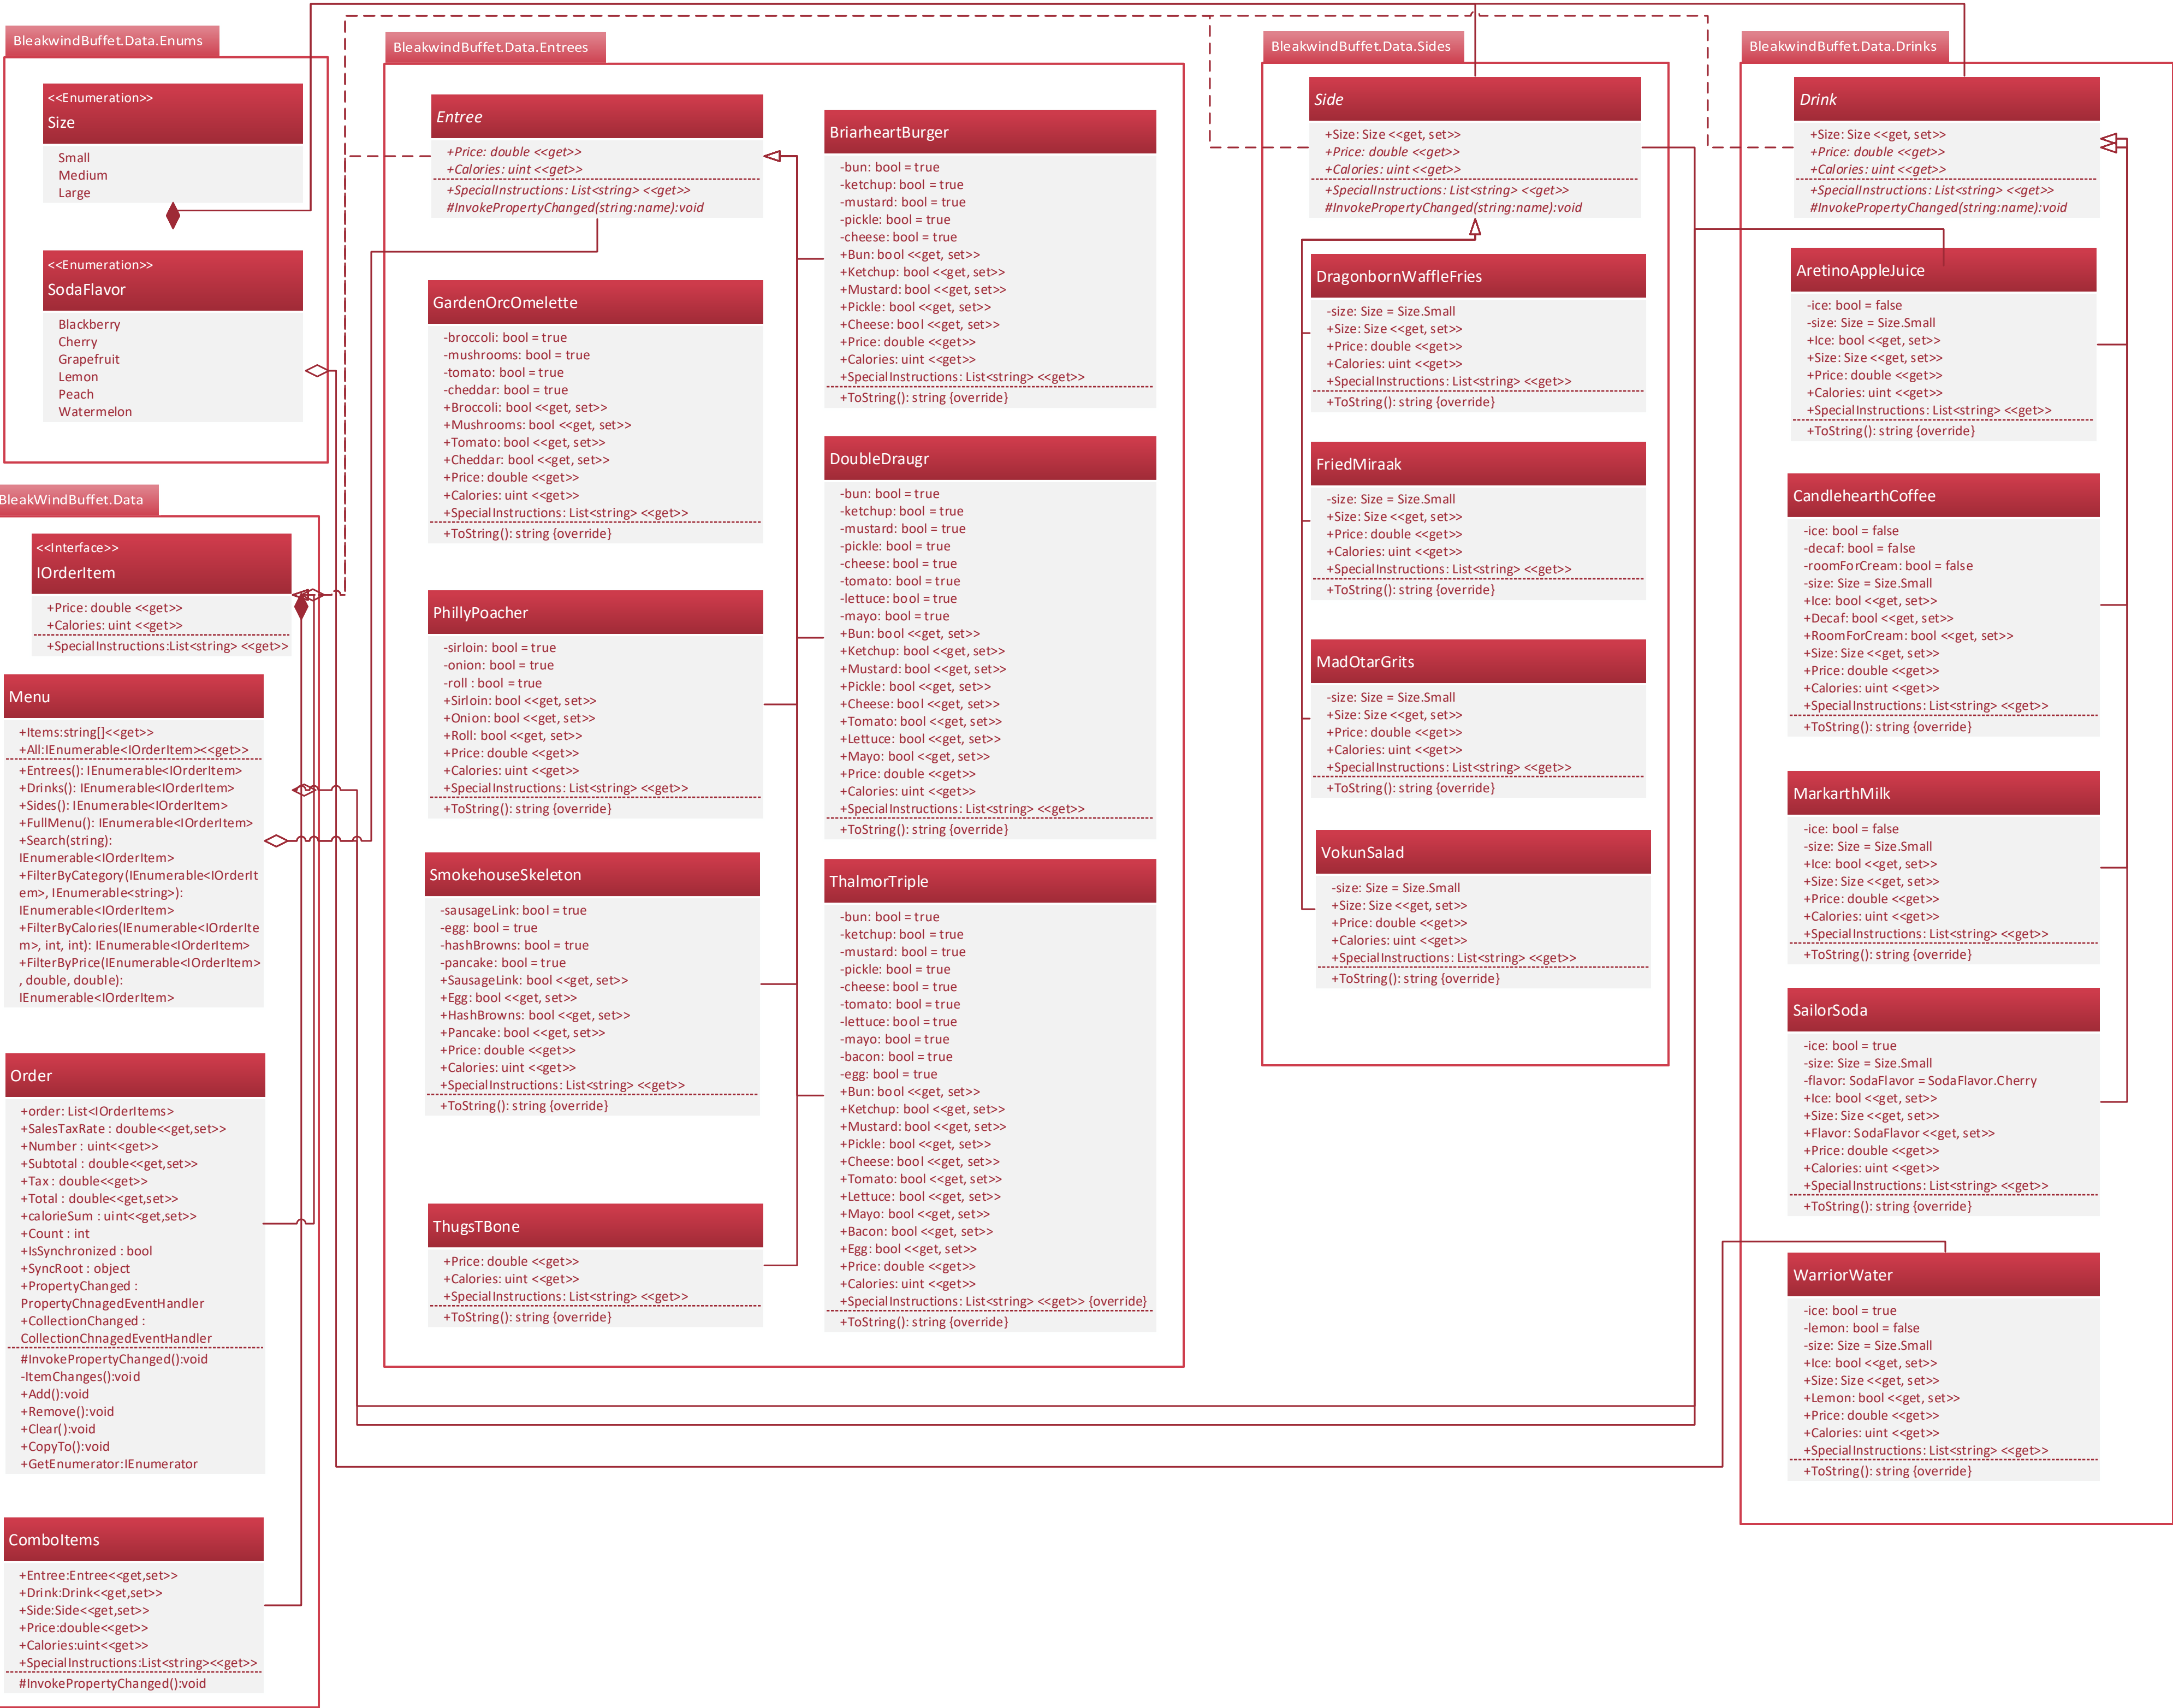 BleakwindBuffet.Data.Enums
<<Enumeration>>
Size
Small
Medium
Large
<<Enumeration>>
SodaFlavor
Blackberry
Cherry
Grapefruit
Lemon
Peach
Watermelon
BleakWindBuffet.Data
<<Interface>>
IOrderItem
+Price: double <<get>>
+Calories: uint <<get>>
+SpecialInstructions:List<string> <<get>>
Menu
+Items:string[]<<get>>
+All:IEnumerable<IOrderItem><<get>>
+Entrees(): IEnumerable<IOrderItem>
+Drinks(): IEnumerable<IOrderItem>
+Sides(): IEnumerable<IOrderItem>
+FullMenu(): IEnumerable<IOrderItem>
+Search(string):
IEnumerable<IOrderItem>
+FilterByCategory(IEnumerable<IOrderIt
em>, IEnumerable<string>):
IEnumerable<IOrderItem>
+FilterByCalories(IEnumerable<IOrderIte
m>, int, int): IEnumerable<IOrderItem>
+FilterByPrice(IEnumerable<IOrderItem>
, double, double):
IEnumerable<IOrderItem>
Order
+order: List<IOrderItems>
+SalesTaxRate : double<<get,set>>
+Number : uint<<get>>
+Subtotal : double<<get,set>>
+Tax : double<<get>>
+Total : double<<get,set>>
+calorieSum : uint<<get,set>>
+Count : int
+IsSynchronized : bool
+SyncRoot : object
+PropertyChanged :
PropertyChnagedEventHandler
+CollectionChanged :
CollectionChnagedEventHandler
#InvokePropertyChanged():void
-ItemChanges():void
+Add():void
+Remove():void
+Clear():void
+CopyTo():void
+GetEnumerator:IEnumerator
ComboItems
+Entree:Entree<<get,set>>
+Drink:Drink<<get,set>>
+Side:Side<<get,set>>
+Price:double<<get>>
+Calories:uint<<get>>
+SpecialInstructions:List<string><<get>>
#InvokePropertyChanged():void
BleakwindBuffet.Data.Entrees
Entree
+Price: double <<get>>
+Calories: uint <<get>>
+SpecialInstructions: List<string> <<get>>
#InvokePropertyChanged(string:name):void
GardenOrcOmelette
-broccoli: bool = true
-mushrooms: bool = true
-tomato: bool = true
-cheddar: bool = true
+Broccoli: bool <<get, set>>
+Mushrooms: bool <<get, set>>
+Tomato: bool <<get, set>>
+Cheddar: bool <<get, set>>
+Price: double <<get>>
+Calories: uint <<get>>
+SpecialInstructions: List<string> <<get>>
+ToString(): string {override}
PhillyPoacher
-sirloin: bool = true
-onion: bool = true
-roll : bool = true
+Sirloin: bool <<get, set>>
+Onion: bool <<get, set>>
+Roll: bool <<get, set>>
+Price: double <<get>>
+Calories: uint <<get>>
+SpecialInstructions: List<string> <<get>>
+ToString(): string {override}
SmokehouseSkeleton
-sausageLink: bool = true
-egg: bool = true
-hashBrowns: bool = true
-pancake: bool = true
+SausageLink: bool <<get, set>>
+Egg: bool <<get, set>>
+HashBrowns: bool <<get, set>>
+Pancake: bool <<get, set>>
+Price: double <<get>>
+Calories: uint <<get>>
+SpecialInstructions: List<string> <<get>>
+ToString(): string {override}
ThugsTBone
+Price: double <<get>>
+Calories: uint <<get>>
+SpecialInstructions: List<string> <<get>>
+ToString(): string {override}
BriarheartBurger
-bun: bool = true
-ketchup: bool = true
-mustard: bool = true
-pickle: bool = true
-cheese: bool = true
+Bun: bool <<get, set>>
+Ketchup: bool <<get, set>>
+Mustard: bool <<get, set>>
+Pickle: bool <<get, set>>
+Cheese: bool <<get, set>>
+Price: double <<get>>
+Calories: uint <<get>>
+SpecialInstructions: List<string> <<get>>
+ToString(): string {override}
DoubleDraugr
-bun: bool = true
-ketchup: bool = true
-mustard: bool = true
-pickle: bool = true
-cheese: bool = true
-tomato: bool = true
-lettuce: bool = true
-mayo: bool = true
+Bun: bool <<get, set>>
+Ketchup: bool <<get, set>>
+Mustard: bool <<get, set>>
+Pickle: bool <<get, set>>
+Cheese: bool <<get, set>>
+Tomato: bool <<get, set>>
+Lettuce: bool <<get, set>>
+Mayo: bool <<get, set>>
+Price: double <<get>>
+Calories: uint <<get>>
+SpecialInstructions: List<string> <<get>>
+ToString(): string {override}
ThalmorTriple
-bun: bool = true
-ketchup: bool = true
-mustard: bool = true
-pickle: bool = true
-cheese: bool = true
-tomato: bool = true
-lettuce: bool = true
-mayo: bool = true
-bacon: bool = true
-egg: bool = true
+Bun: bool <<get, set>>
+Ketchup: bool <<get, set>>
+Mustard: bool <<get, set>>
+Pickle: bool <<get, set>>
+Cheese: bool <<get, set>>
+Tomato: bool <<get, set>>
+Lettuce: bool <<get, set>>
+Mayo: bool <<get, set>>
+Bacon: bool <<get, set>>
+Egg: bool <<get, set>>
+Price: double <<get>>
+Calories: uint <<get>>
+SpecialInstructions: List<string> <<get>> {override}
+ToString(): string {override}
BleakwindBuffet.Data.Sides
Side
+Size: Size <<get, set>>
+Price: double <<get>>
+Calories: uint <<get>>
+SpecialInstructions: List<string> <<get>>
#InvokePropertyChanged(string:name):void
DragonbornWaffleFries
-size: Size = Size.Small
+Size: Size <<get, set>>
+Price: double <<get>>
+Calories: uint <<get>>
+SpecialInstructions: List<string> <<get>>
+ToString(): string {override}
FriedMiraak
-size: Size = Size.Small
+Size: Size <<get, set>>
+Price: double <<get>>
+Calories: uint <<get>>
+SpecialInstructions: List<string> <<get>>
+ToString(): string {override}
MadOtarGrits
-size: Size = Size.Small
+Size: Size <<get, set>>
+Price: double <<get>>
+Calories: uint <<get>>
+SpecialInstructions: List<string> <<get>>
+ToString(): string {override}
VokunSalad
-size: Size = Size.Small
+Size: Size <<get, set>>
+Price: double <<get>>
+Calories: uint <<get>>
+SpecialInstructions: List<string> <<get>>
+ToString(): string {override}
BleakwindBuffet.Data.Drinks
Drink
+Size: Size <<get, set>>
+Price: double <<get>>
+Calories: uint <<get>>
+SpecialInstructions: List<string> <<get>>
#InvokePropertyChanged(string:name):void
AretinoAppleJuice
-ice: bool = false
-size: Size = Size.Small
+Ice: bool <<get, set>>
+Size: Size <<get, set>>
+Price: double <<get>>
+Calories: uint <<get>>
+SpecialInstructions: List<string> <<get>>
+ToString(): string {override}
CandlehearthCoffee
-ice: bool = false
-decaf: bool = false
-roomForCream: bool = false
-size: Size = Size.Small
+Ice: bool <<get, set>>
+Decaf: bool <<get, set>>
+RoomForCream: bool <<get, set>>
+Size: Size <<get, set>>
+Price: double <<get>>
+Calories: uint <<get>>
+SpecialInstructions: List<string> <<get>>
+ToString(): string {override}
MarkarthMilk
-ice: bool = false
-size: Size = Size.Small
+Ice: bool <<get, set>>
+Size: Size <<get, set>>
+Price: double <<get>>
+Calories: uint <<get>>
+SpecialInstructions: List<string> <<get>>
+ToString(): string {override}
SailorSoda
-ice: bool = true
-size: Size = Size.Small
-flavor: SodaFlavor = SodaFlavor.Cherry
+Ice: bool <<get, set>>
+Size: Size <<get, set>>
+Flavor: SodaFlavor <<get, set>>
+Price: double <<get>>
+Calories: uint <<get>>
+SpecialInstructions: List<string> <<get>>
+ToString(): string {override}
WarriorWater
-ice: bool = true
-lemon: bool = false
-size: Size = Size.Small
+Ice: bool <<get, set>>
+Size: Size <<get, set>>
+Lemon: bool <<get, set>>
+Price: double <<get>>
+Calories: uint <<get>>
+SpecialInstructions: List<string> <<get>>
+ToString(): string {override}